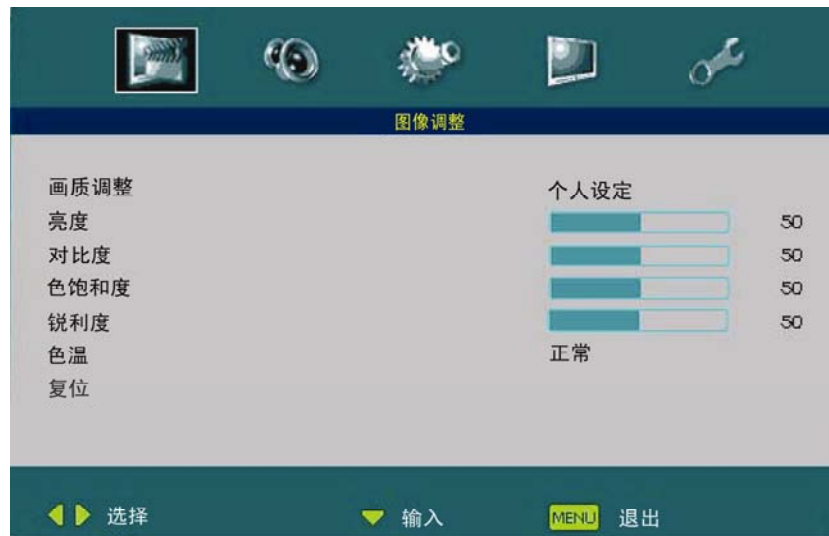 图像调整
画质调整 个人设定
亮度 50
对比度 50
色饱和度 50
锐利度 50
色温 正常
复位
选择 输入 MENU 退出